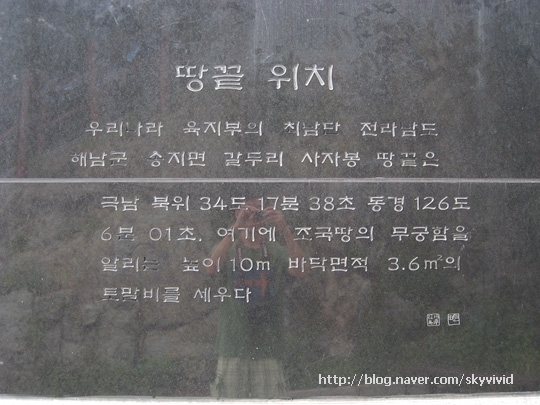 땅끝 위치
우리나라 육지부의 최남단 전라남도
해남군 송지면 갈두리 사자봉 땅끝은
극남 북위 34도 17분 38초 동경 126도
6분 01초. 여기에 조국땅의 무궁함을
알리는 높이 10m 바닥면적 3.6㎡의
토말비를 세우다
http://blog.naver.com/skyvivid